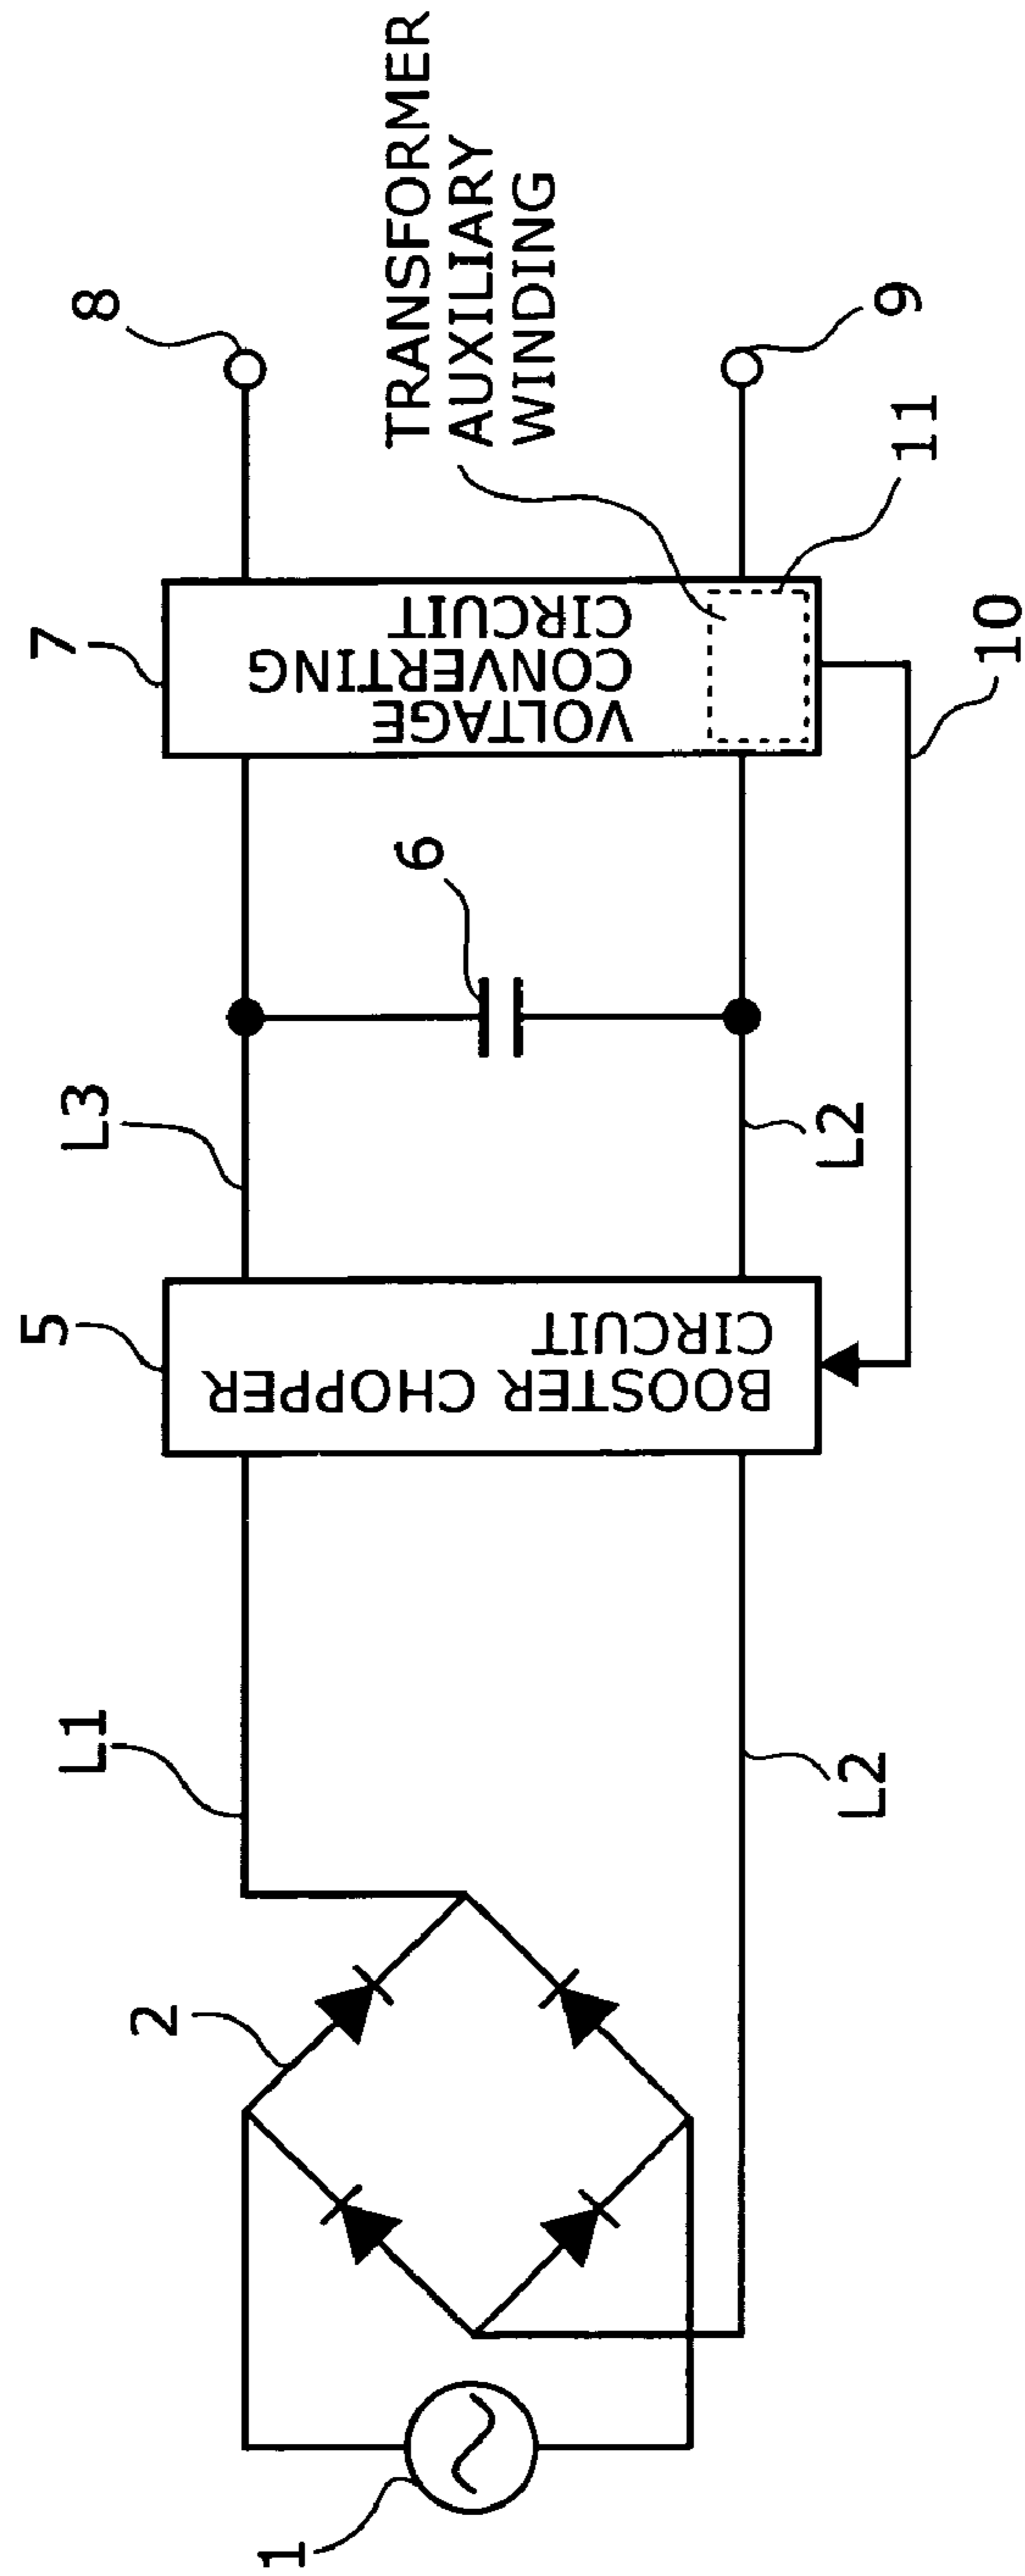 8
TRANSFORMER
AUXILIARY
WINDING
9
11
7
VOLTAGE
CONVERTING
CIRCUIT
10
6
L3
L2
5
BOOSTER CHOPPER
CIRCUIT
L1
L2
2
1